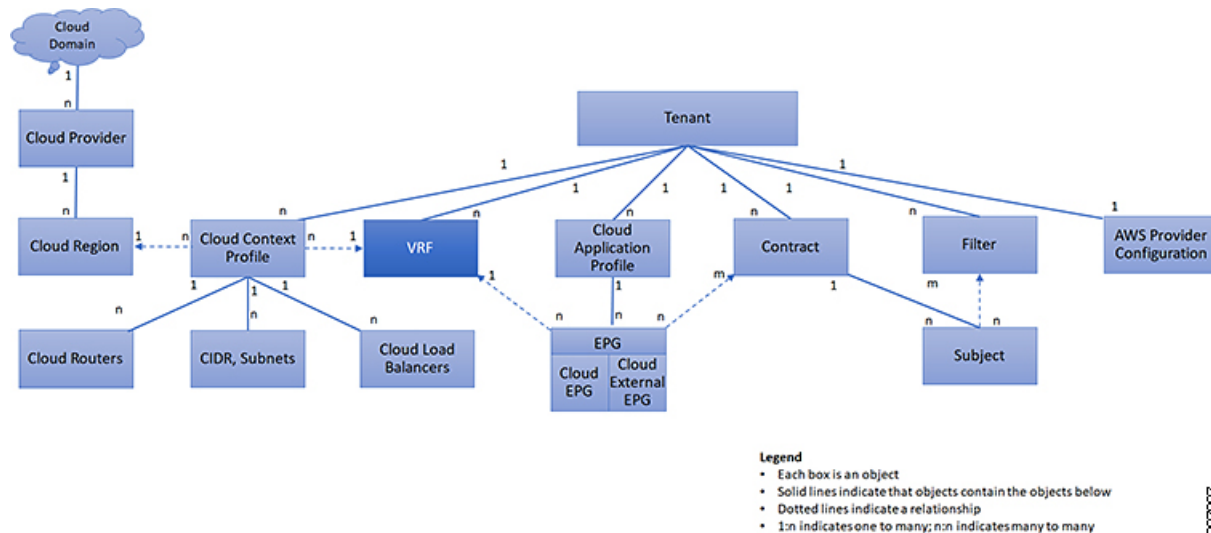 Cloud
Domain
1
n
Cloud Provider
1
n
Cloud Region
Tenant
1
1
1
1
1
1
n
n
n
n
n
1
1
n
Cloud Context
Profile
n
1
VRF
Cloud
Application
Profile
Contract
Filter
AWS Provider
Configuration
1
1
1
n
n
n
Cloud Routers
CIDR, Subnets
Cloud Load
Balancers
1
1
m
1
m
n
n
n
n
n
EPG
Cloud
EPG
Cloud
External
EPG
Subject
Legend
• Each box is an object
• Solid lines indicate that objects contain the objects below
• Dotted lines indicate a relationship
• 1:n indicates one to many; n:n indicates many to many